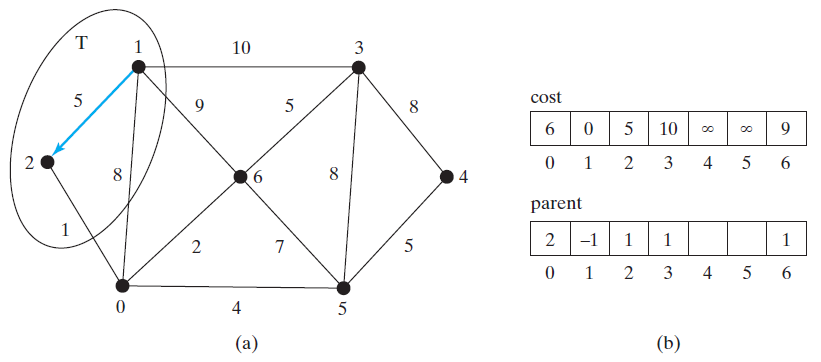 T 1 10 3
5 9 5 8
2 8 6 8 4
1 2 7 5
0 4 5
(a)
cost
6 0 5 10 ∞ ∞ 9
0 1 2 3 4 5 6
parent
2 –1 1 1 1
0 1 2 3 4 5 6
(b)